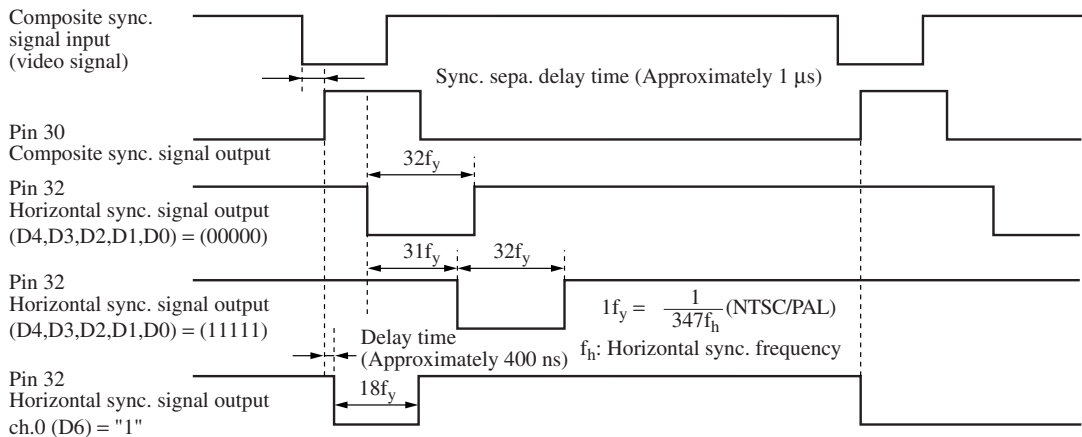 Composite sync.
signal input
(video signal)
Sync. sepa. delay time (Approximately 1 μs)
Pin 30
Composite sync. signal output
32fy
Pin 32
Horizontal sync. signal output
(D4,D3,D2,D1,D0) = (00000)
31fy
32fy
Pin 32
Horizontal sync. signal output
(D4,D3,D2,D1,D0) = (11111)
1fy = 1/347fh (NTSC/PAL)
fh: Horizontal sync. frequency
Delay time
(Approximately 400 ns)
Pin 32
Horizontal sync. signal output
ch.0 (D6) = "1"
18fy